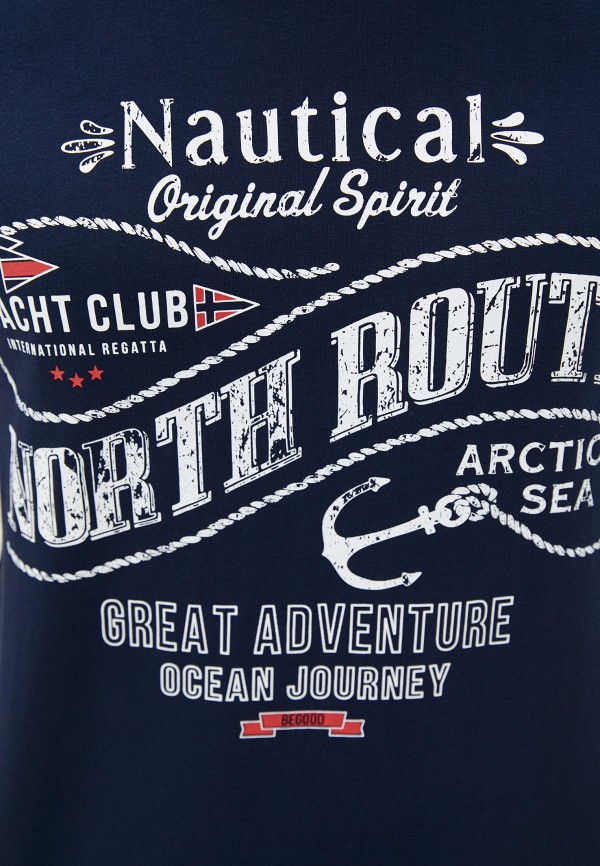 Nautical
Original Spirit
ACHT CLUB
INTERNATIONAL REGATTA
NORTH ROUT
ARCTIC
SEA
GREAT ADVENTURE
OCEAN JOURNEY
BEGOOD